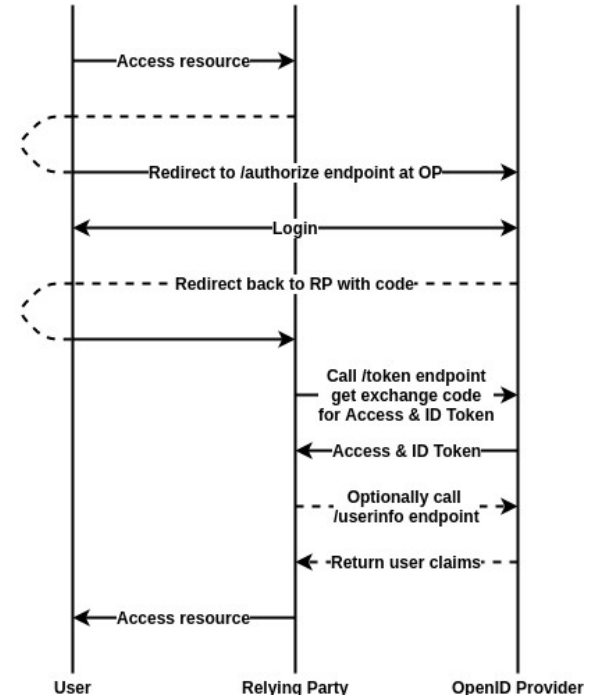 Access resource
Redirect to /authorize endpoint at OP
Login
Redirect back to RP with code
Call /token endpoint
get exchange code
for Access & ID Token
Access & ID Token
Optionally call
/userinfo endpoint
Return user claims
Access resource
User
Relying Party
OpenID Provider